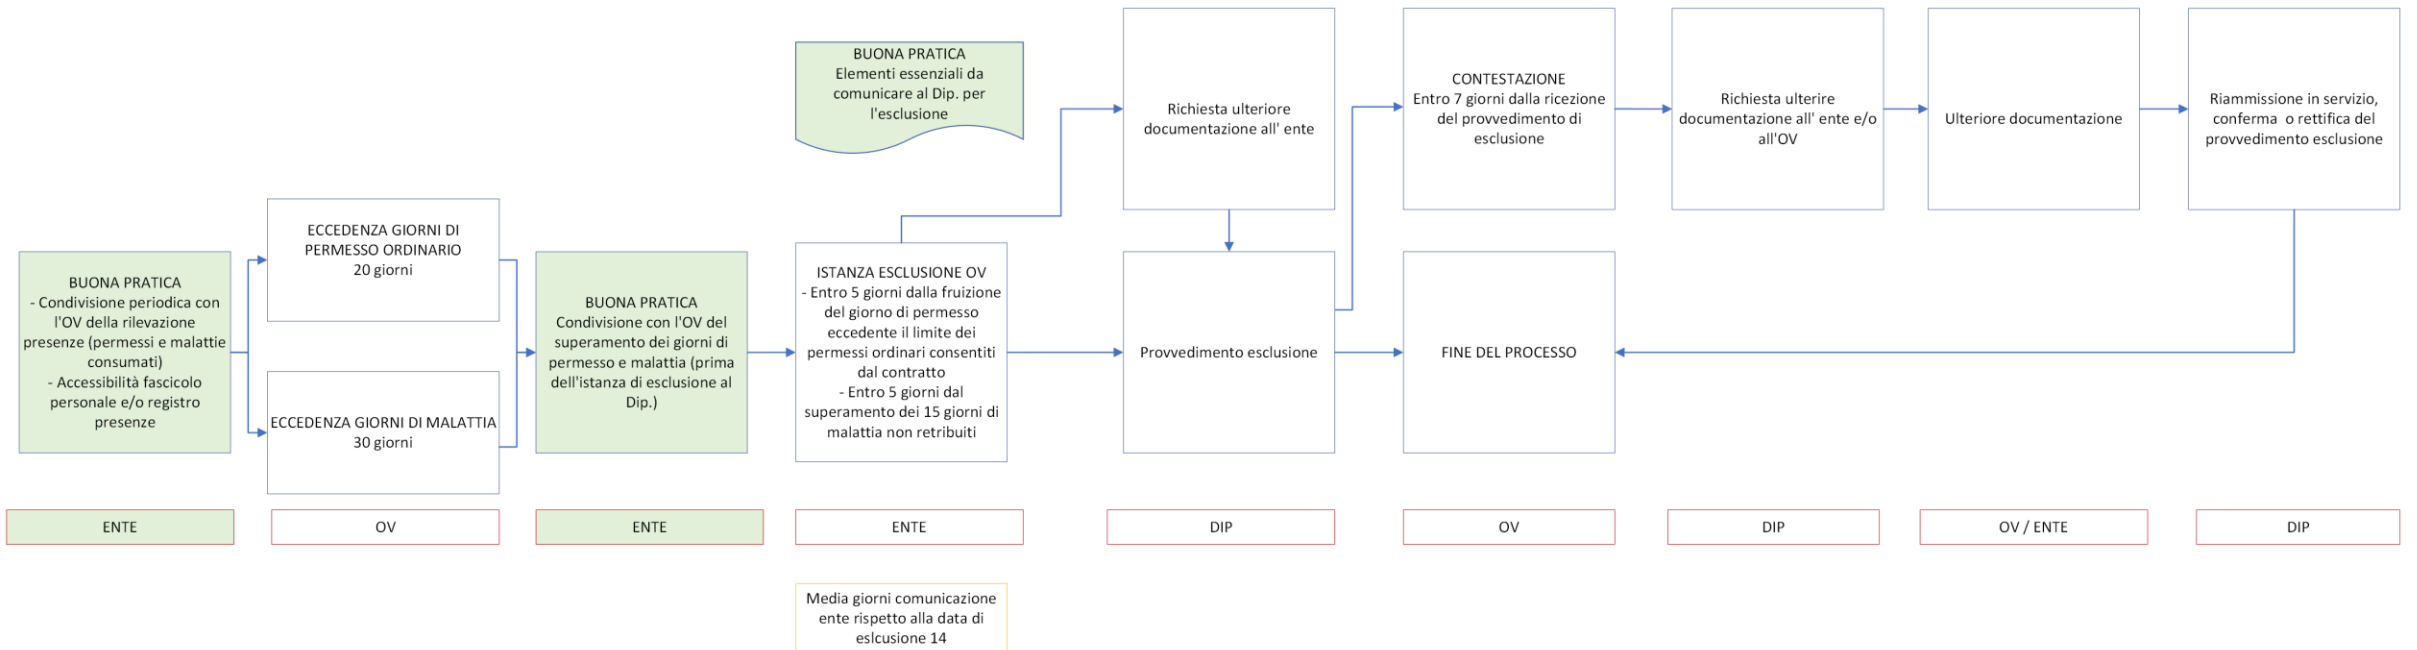 BUONA PRATICA
- Condivisione periodica con
l'OV della rilevazione
presenze (permessi e malattie
consumati)
- Accessibilità fascicolo
personale e/o registro
presenze
ECCEDENZA GIORNI DI
PERMESSO ORDINARIO
20 giorni
ECCEDENZA GIORNI DI MALATTIA
30 giorni
BUONA PRATICA
Condivisione con l'OV del
superamento dei giorni di
permesso e malattia (prima
dell'istanza di esclusione al
Dip.)
BUONA PRATICA
Elementi essenziali da
comunicare al Dip. per
l'esclusione
ISTANZA ESCLUSIONE OV
- Entro 5 giorni dalla fruizione
del giorno di permesso
eccedente il limite dei
permessi ordinari consentiti
dal contratto
- Entro 5 giorni dal
superamento dei 15 giorni di
malattia non retribuiti
Richiesta ulteriore
documentazione all' ente
Provvedimento esclusione
CONTESTAZIONE
Entro 7 giorni dalla ricezione
del provvedimento di
esclusione
FINE DEL PROCESSO
Richiesta ulterire
documentazione all' ente e/o
all'OV
Ulteriore documentazione
Riammissione in servizio,
conferma o rettifica del
provvedimento esclusione
ENTE
OV
ENTE
ENTE
DIP
OV
DIP
OV / ENTE
DIP
Media giorni comunicazione
ente rispetto alla data di
eslcusione 14